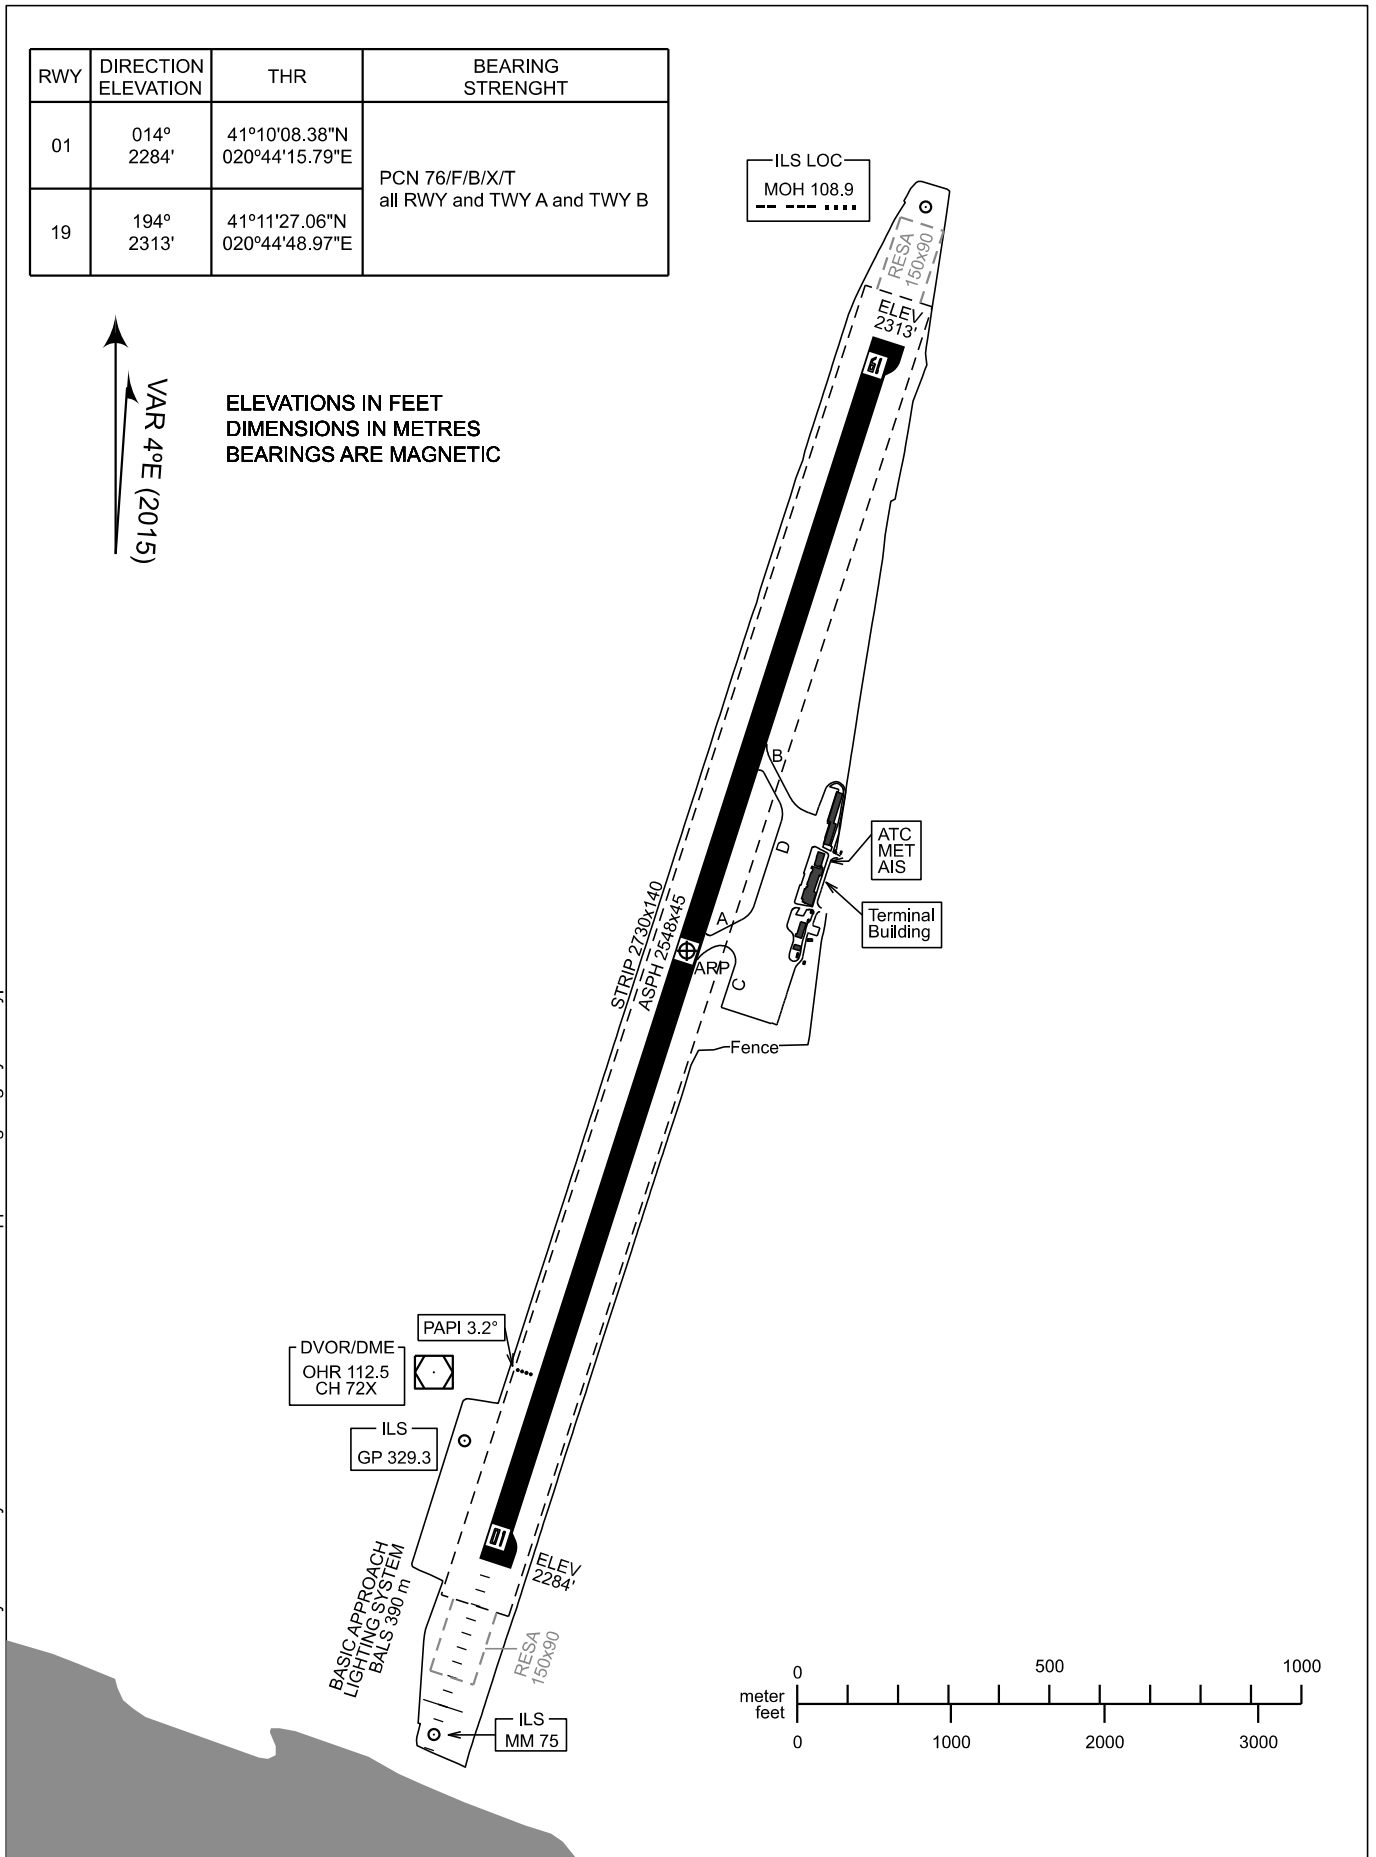 RWY
DIRECTION
ELEVATION
THR
BEARING
STRENGHT
01
014º
2284'
41º10'08.38"N
020º44'15.79"E
PCN 76/F/B/X/T
all RWY and TWY A and TWY B
19
194º
2313'
41º11'27.06"N
020º44'48.97"E
ILS LOC
MOH 108.9
RESA
150x90
ELEV
2313'
19
VAR 4ºE (2015)
ELEVATIONS IN FEET
DIMENSIONS IN METRES
BEARINGS ARE MAGNETIC
B
D
ATC
MET
AIS
Terminal
Building
A
STRIP 2730x140
ASPH 2548x45
ARP
C
Fence
PAPI 3.2°
DVOR/DME
OHR 112.5
CH 72X
ILS
GP 329.3
01
ELEV
2284'
BASIC APPROACH
LIGHTING SYSTEM
BALS 390 m
RESA
150x90
ILS
MM 75
0 500 1000
meter
feet
0 1000 2000 3000